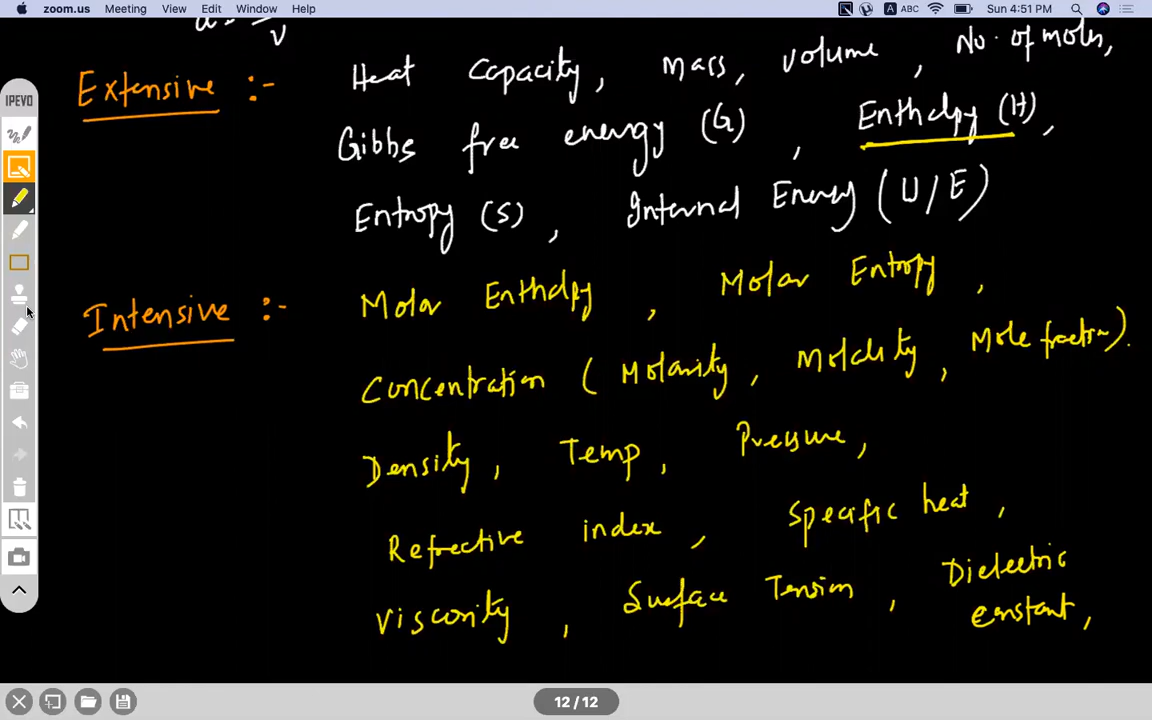 zoom.us Meeting View Edit Window Help A ABC Sun 4:51 PM
V
Extensive :- Heat Capacity, Mass, volume, No. of moles,
IPEVO
Gibbs free energy (G), Enthalpy (H),
Entropy (S), Internal Energy (U/E)
Intensive :- Molar Enthalpy, Molar Entropy,
Concentration (Molarity, Molality, Mole fraction).
Density, Temp, Pressure,
Refrective index, Specific heat,
Viscosity, Surface Tension, Dielectric
constant,
12/12